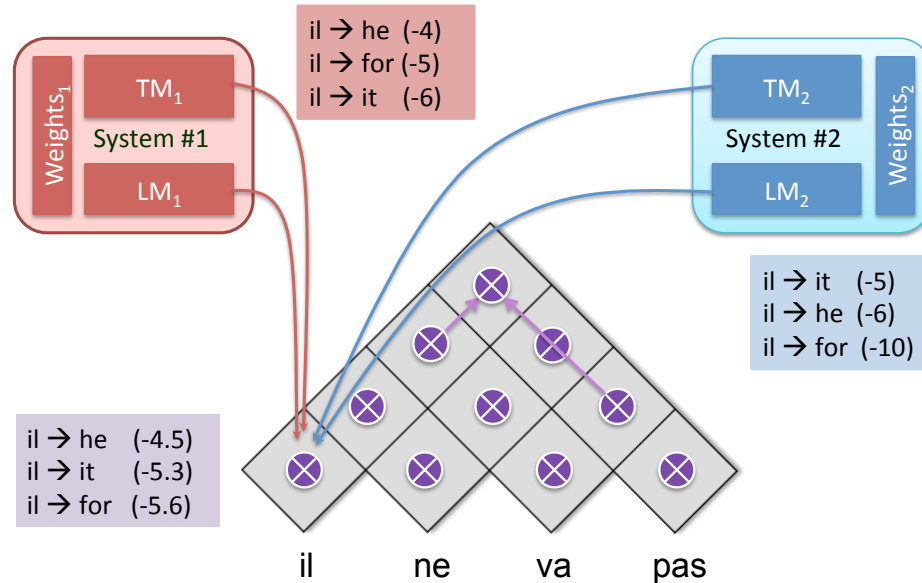 il → he (-4)
il → for (-5)
il → it (-6)
Weights₁
TM₁
System #1
LM₁
TM₂
System #2
LM₂
Weights₂
il → it (-5)
il → he (-6)
il → for (-10)
il → he (-4.5)
il → it (-5.3)
il → for (-5.6)
il ne va pas